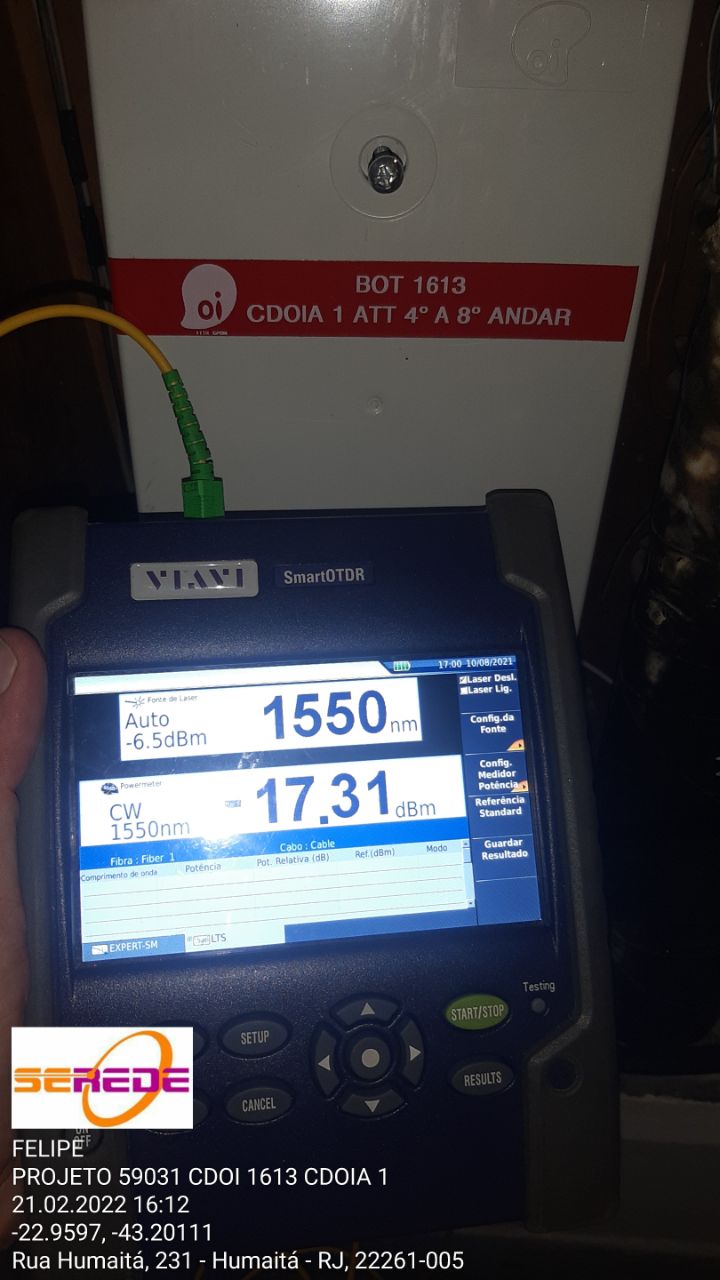 oi
oi
FTTH GPON
BOT 1613
CDOIA 1 ATT 4º A 8º ANDAR
VIAVI
SmartOTDR
17:00 10/08/2021
Fonte de Laser
Auto
-6.5dBm
1550nm
Laser Desl.
Laser Lig.
Config.da
Fonte
Config.
Medidor
Potência
Referência
Standard
Guardar
Resultado
Powermeter
CW
1550nm
17.31dBm
Fibra : Fiber 1
Cabo : Cable
Comprimento de onda
Potência
Pot. Relativa (dB)
Ref.(dBm)
Modo
EXPERT-SM
LTS
Testing
START/STOP
SETUP
RESULTS
CANCEL
SEREDE
FELIPE
PROJETO 59031 CDOI 1613 CDOIA 1
21.02.2022 16:12
-22.9597, -43.20111
Rua Humaitá, 231 - Humaitá - RJ, 22261-005